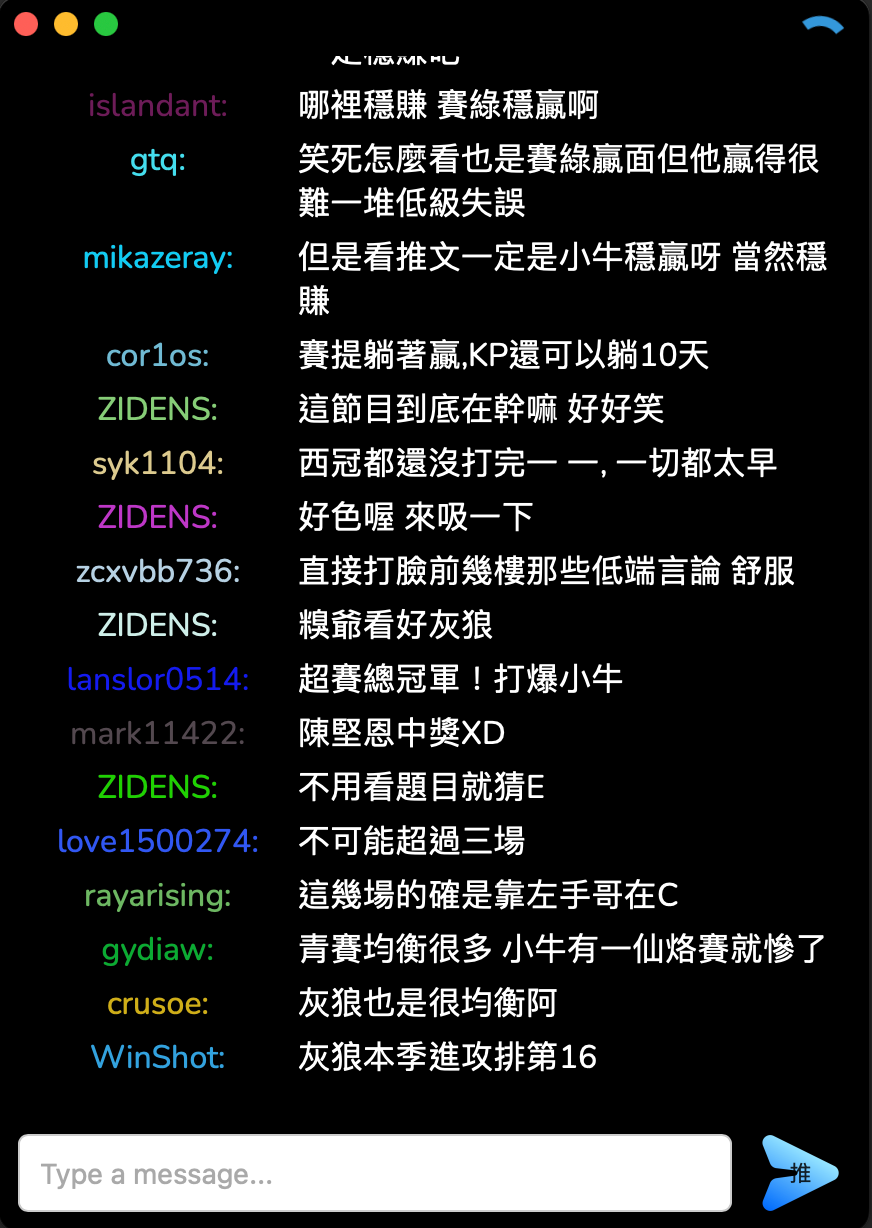 islandant: 哪裡穩賺 賽綠穩贏啊
gtq: 笑死怎麼看也是賽綠贏面但他贏得很
難一堆低級失誤
mikazeray: 但是看推文一定是小牛穩贏呀 當然穩
賺
cor1os: 賽提躺著贏,KP還可以躺10天
ZIDENS: 這節目到底在幹嘛 好好笑
syk1104: 西冠都還沒打完一 一, 一切都太早
ZIDENS: 好色喔 來吸一下
zcxvbb736: 直接打臉前幾樓那些低端言論 舒服
ZIDENS: 糗爺看好灰狼
lanslor0514: 超賽總冠軍！打爆小牛
mark11422: 陳堅恩中獎XD
ZIDENS: 不用看題目就猜E
love1500274: 不可能超過三場
rayarising: 這幾場的確是靠左手哥在C
gydiaw: 青賽均衡很多 小牛有一仙烙賽就慘了
crusoe: 灰狼也是很均衡阿
WinShot: 灰狼本季進攻排第16
Type a message...
推